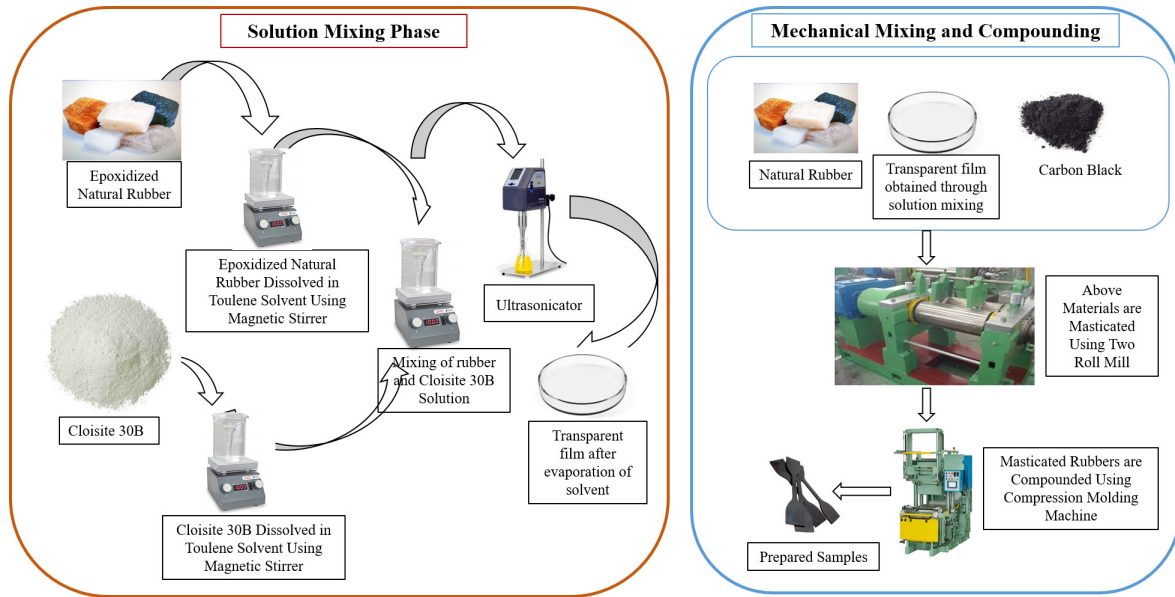 Solution Mixing Phase
Epoxidized
Natural Rubber
Epoxidized Natural
Rubber Dissolved in
Toulene Solvent Using
Magnetic Stirrer
Ultrasonicator
Mixing of rubber
and Cloisite 30B
Solution
Cloisite 30B
Cloisite 30B Dissolved in
Toulene Solvent Using
Magnetic Stirrer
Transparent
film after
evaporation of
solvent
Mechanical Mixing and Compounding
Natural Rubber
Transparent film
obtained through
solution mixing
Carbon Black
Above
Materials are
Masticated
Using Two
Roll Mill
Masticated Rubbers are
Compounded Using
Compression Molding
Machine
Prepared Samples